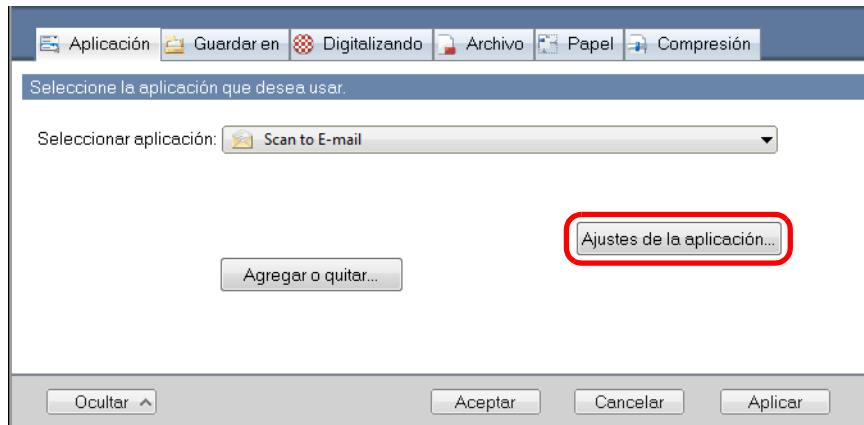 Aplicación Guardar en Digitalizando Archivo Papel Compresión
Seleccione la aplicación que desea usar.
Seleccionar aplicación: Scan to E-mail
Ajustes de la aplicación...
Agregar o quitar...
Ocultar Aceptar Cancelar Aplicar